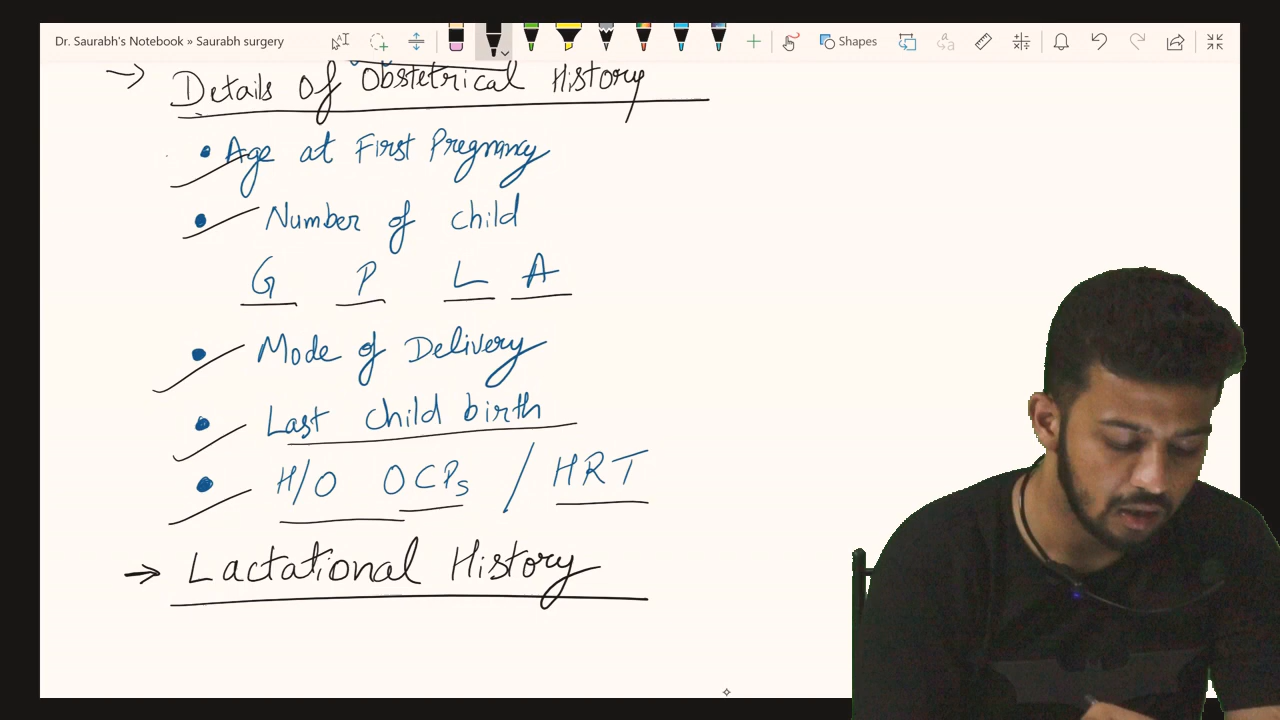 Dr. Saurabh's Notebook » Saurabh surgery
Shapes
→ Details Of Obstetrical History
• Age at First Pregnancy
• Number of child
G P L A
• Mode of Delivery
• Last child birth
• H/O OCPs / HRT
→ Lactational History